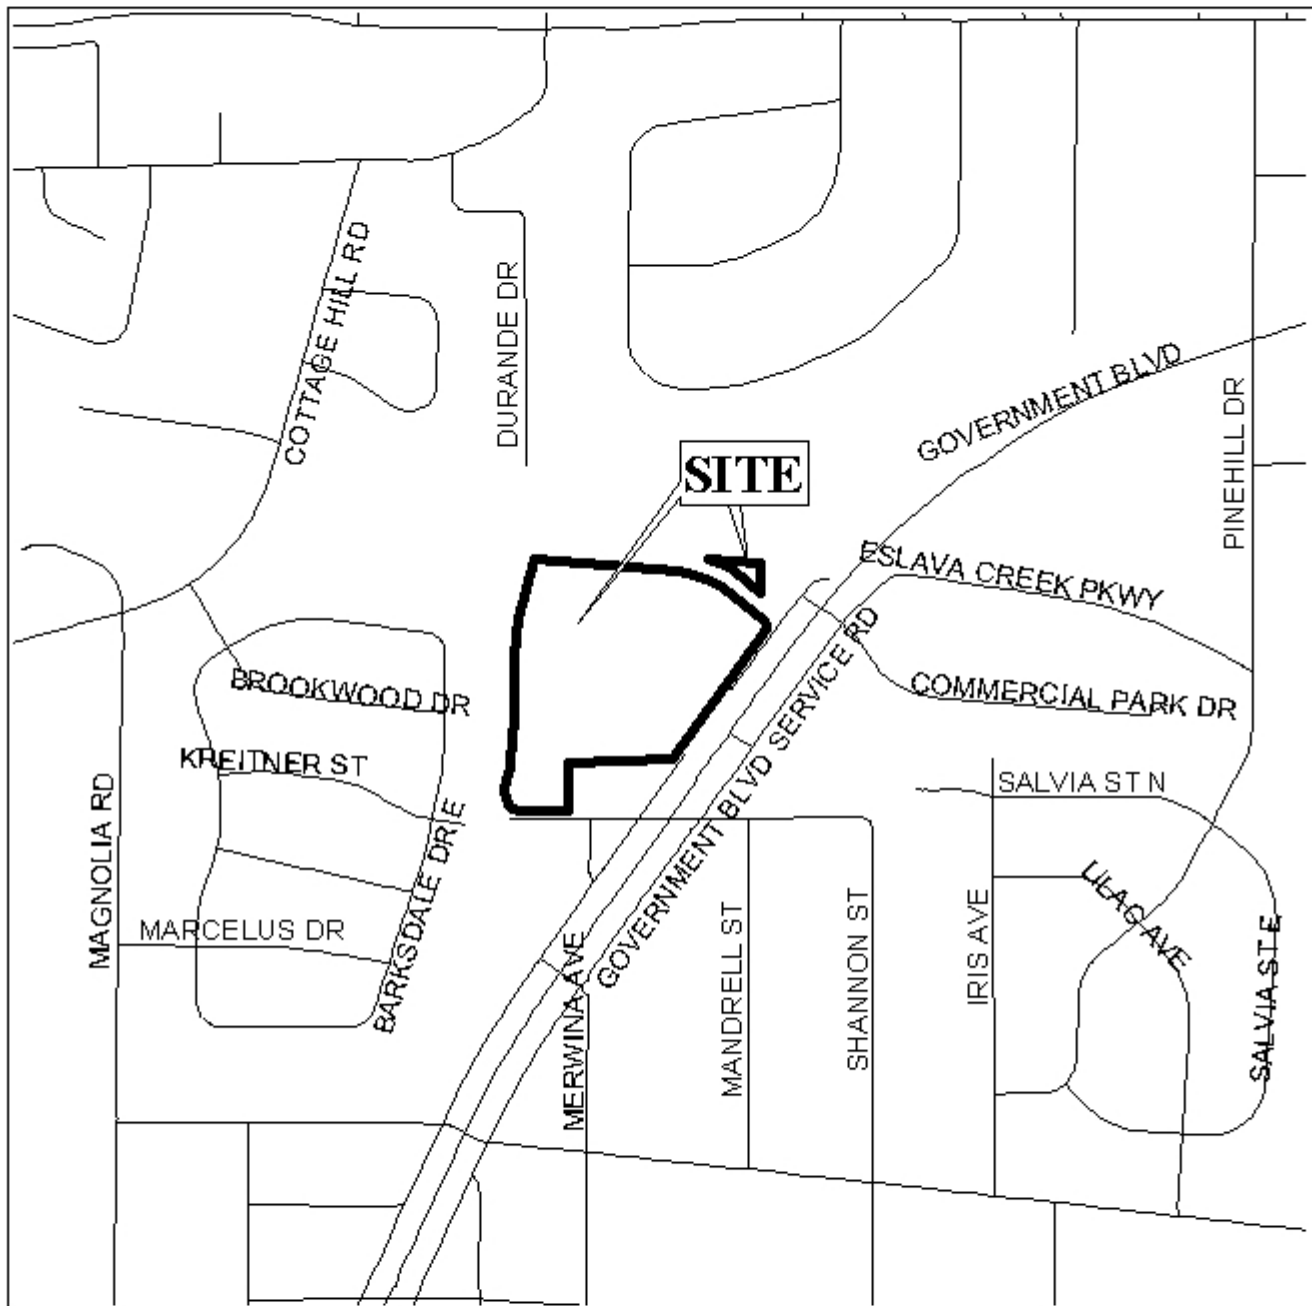 COTTAGE HILL RD
DURANDE DR
GOVERNMENT BLVD
PINEHILL DR
SITE
ESLAVA CREEK PKWY
BROOKWOOD DR
COMMERCIAL PARK DR
KREITNER ST
GOVERNMENT BLVD SERVICE RD
SALVIA ST N
MAGNOLIA RD
BARKSDALE DR E
MARCELUS DR
MERWINA AVE
MANDRELL ST
SHANNON ST
IRIS AVE
LILAC AVE
SALVIA ST E